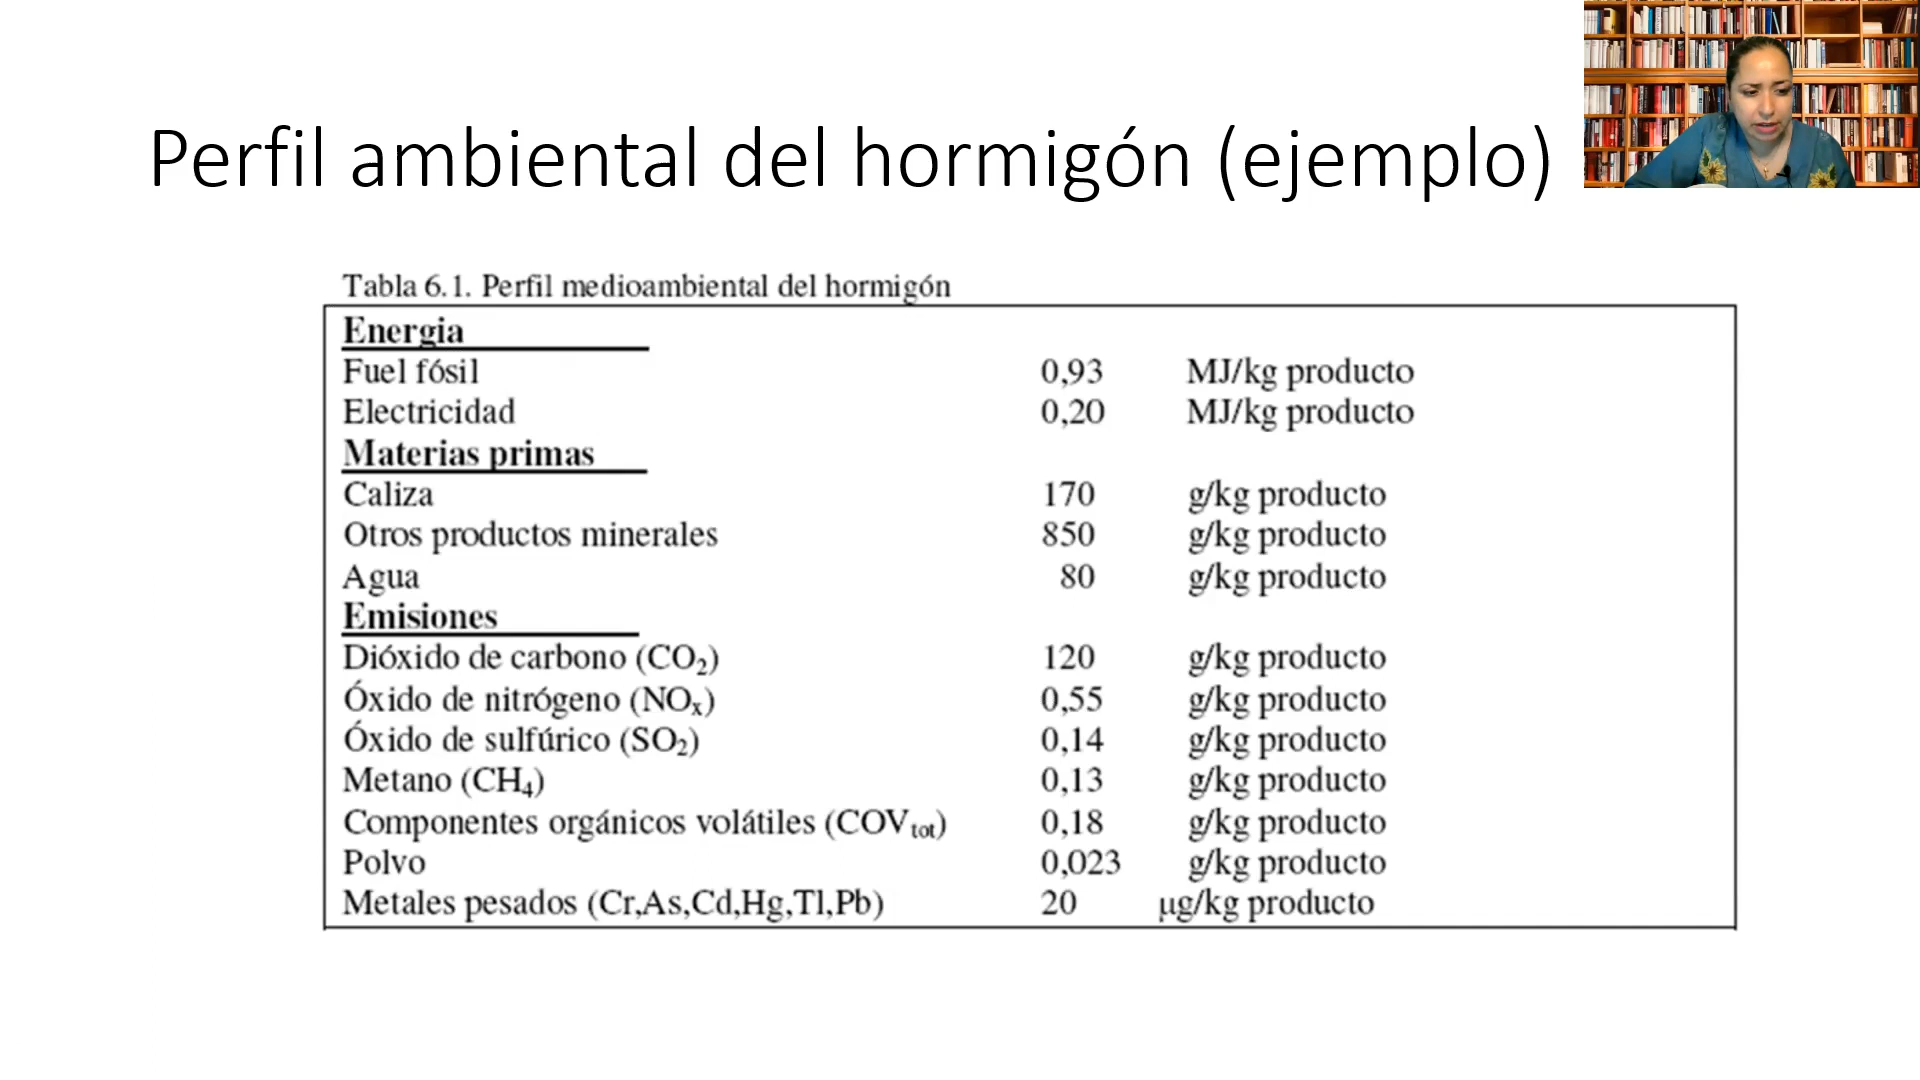 Perfil ambiental del hormigón (ejemplo)
Tabla 6.1. Perfil medioambiental del hormigón
Energia
Fuel fósil 0,93 MJ/kg producto
Electricidad 0,20 MJ/kg producto
Materias primas
Caliza 170 g/kg producto
Otros productos minerales 850 g/kg producto
Agua 80 g/kg producto
Emisiones
Dióxido de carbono (CO₂) 120 g/kg producto
Óxido de nitrógeno (NOₓ) 0,55 g/kg producto
Óxido de sulfúrico (SO₂) 0,14 g/kg producto
Metano (CH₄) 0,13 g/kg producto
Componentes orgánicos volátiles (COVtot) 0,18 g/kg producto
Polvo 0,023 g/kg producto
Metales pesados (Cr,As,Cd,Hg,Tl,Pb) 20 µg/kg producto